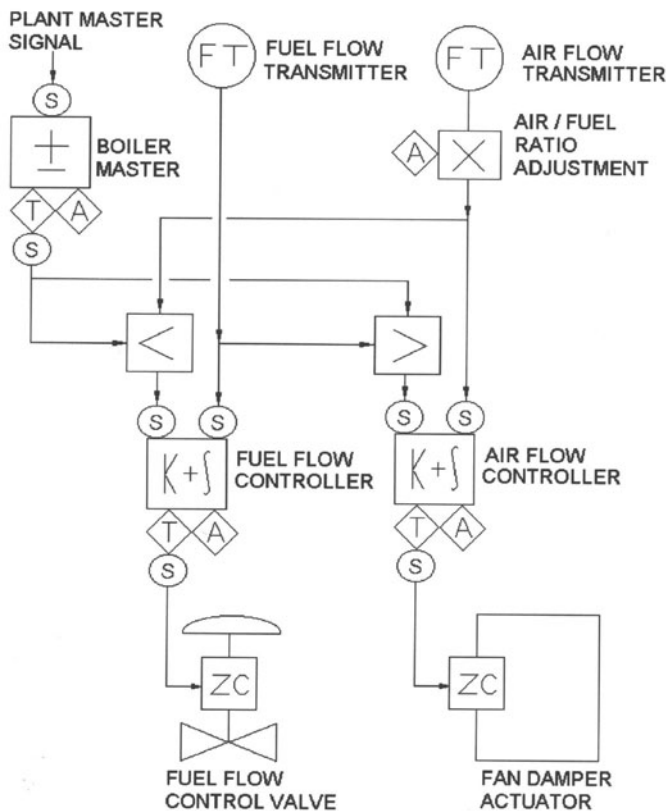 PLANT MASTER
SIGNAL
FT
FUEL FLOW
TRANSMITTER
FT
AIR FLOW
TRANSMITTER
S
±
BOILER
MASTER
A
×
AIR / FUEL
RATIO
ADJUSTMENT
T
A
S
<
>
S
S
S
S
K+∫
FUEL FLOW
CONTROLLER
K+∫
AIR FLOW
CONTROLLER
T
A
T
A
S
S
ZC
ZC
FUEL FLOW
CONTROL VALVE
FAN DAMPER
ACTUATOR